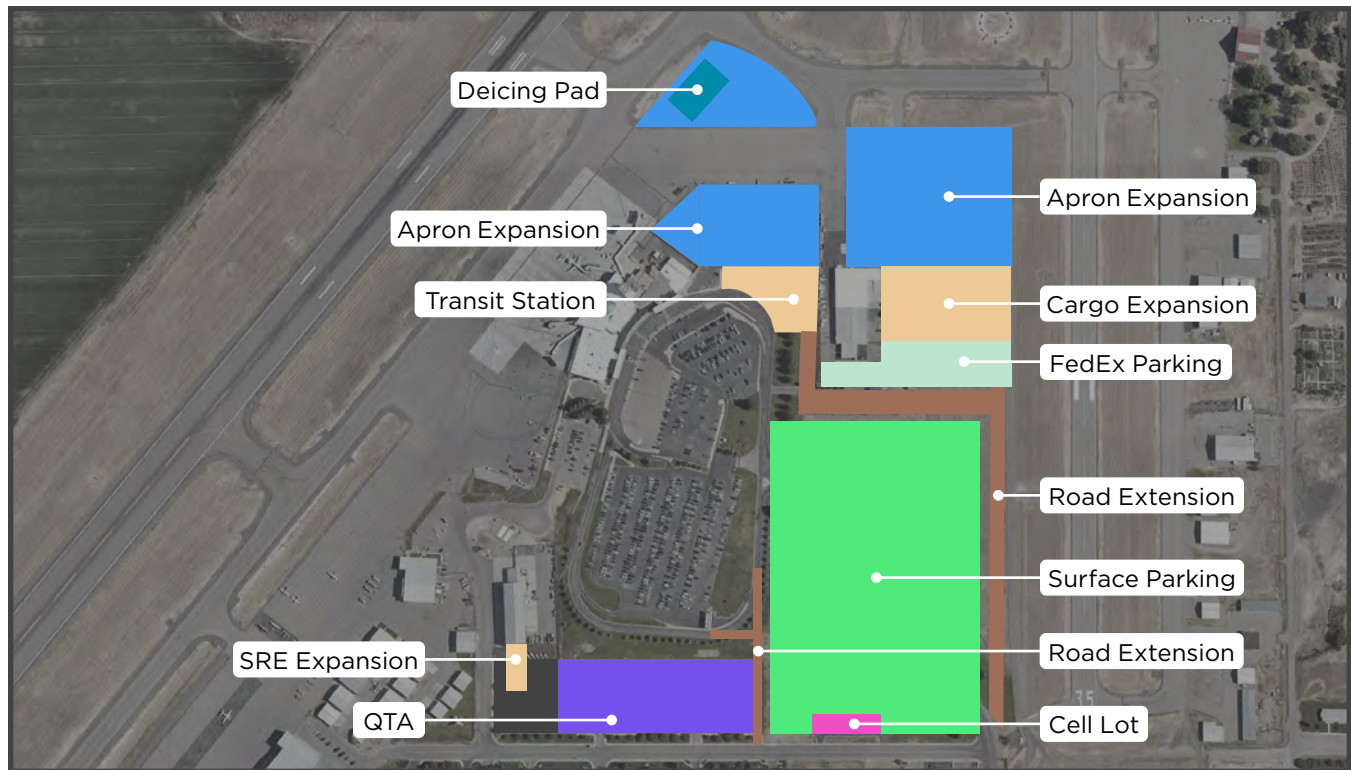 Deicing Pad
Apron Expansion
Apron Expansion
Transit Station
Cargo Expansion
FedEx Parking
Road Extension
Surface Parking
Road Extension
SRE Expansion
QTA
Cell Lot
35